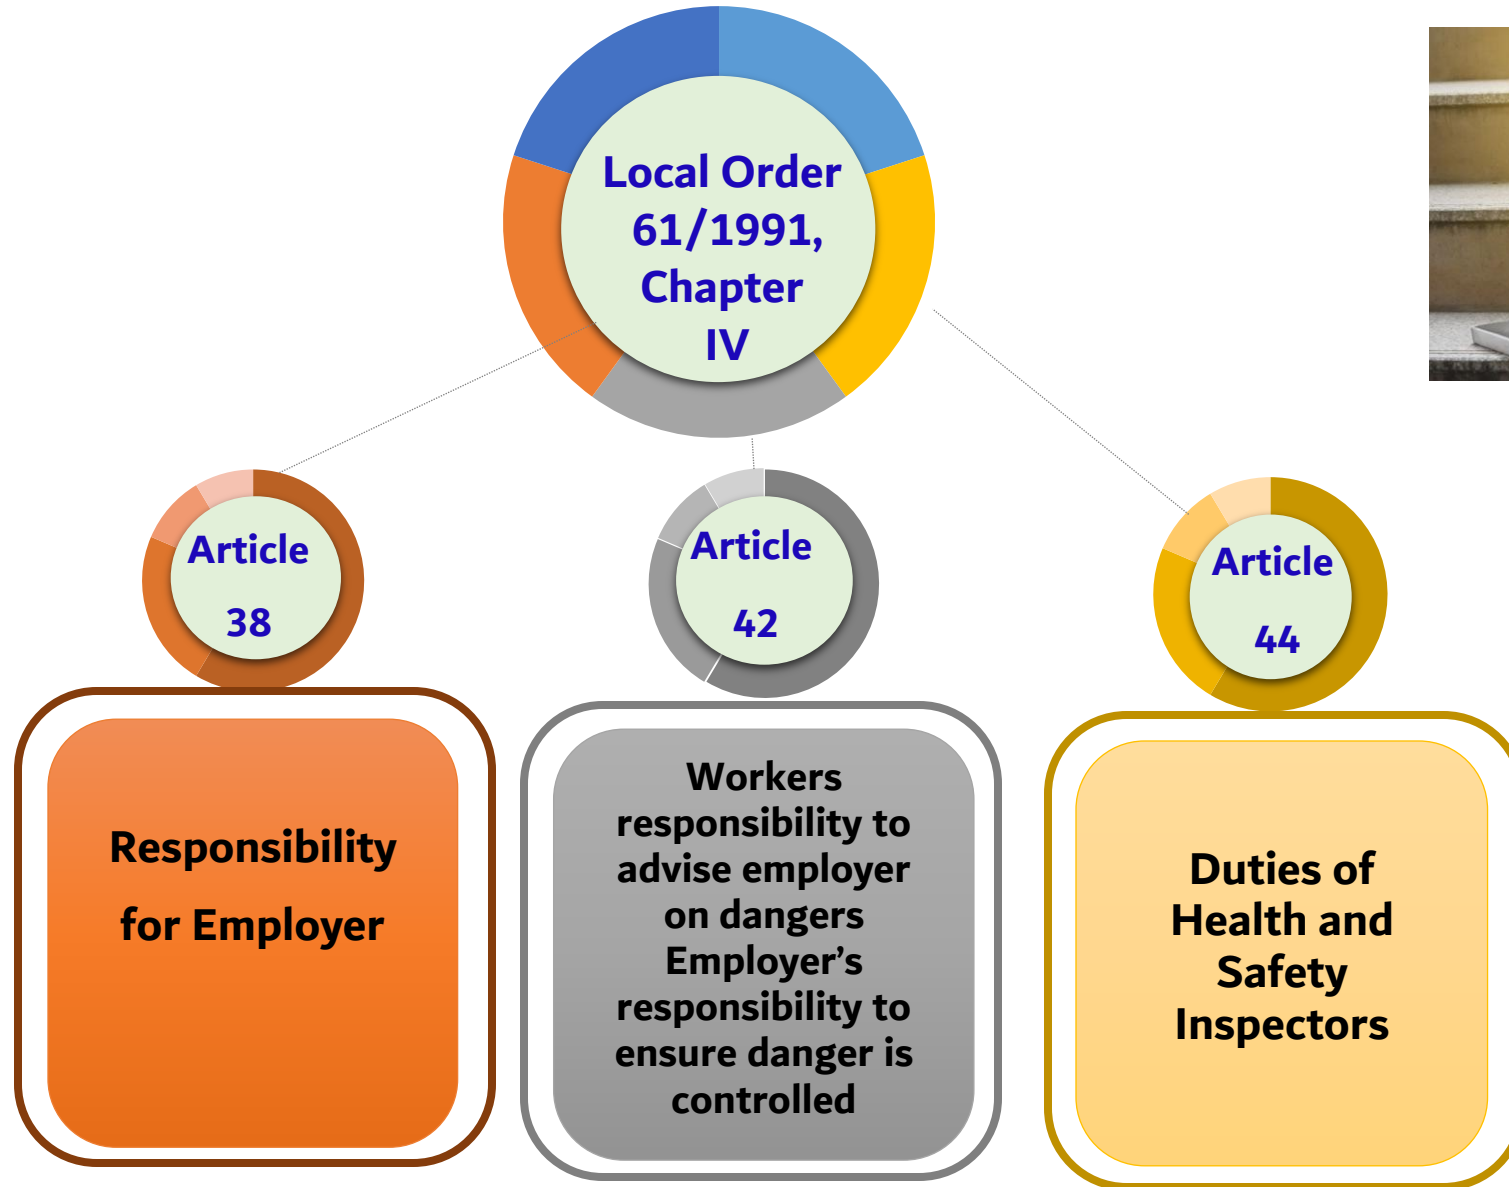 Local Order
61/1991,
Chapter
IV
Article
38
Article
42
Article
44
Responsibility
for Employer
Workers
responsibility to
advise employer
on dangers
Employer’s
responsibility to
ensure danger is
controlled
Duties of
Health and
Safety
Inspectors